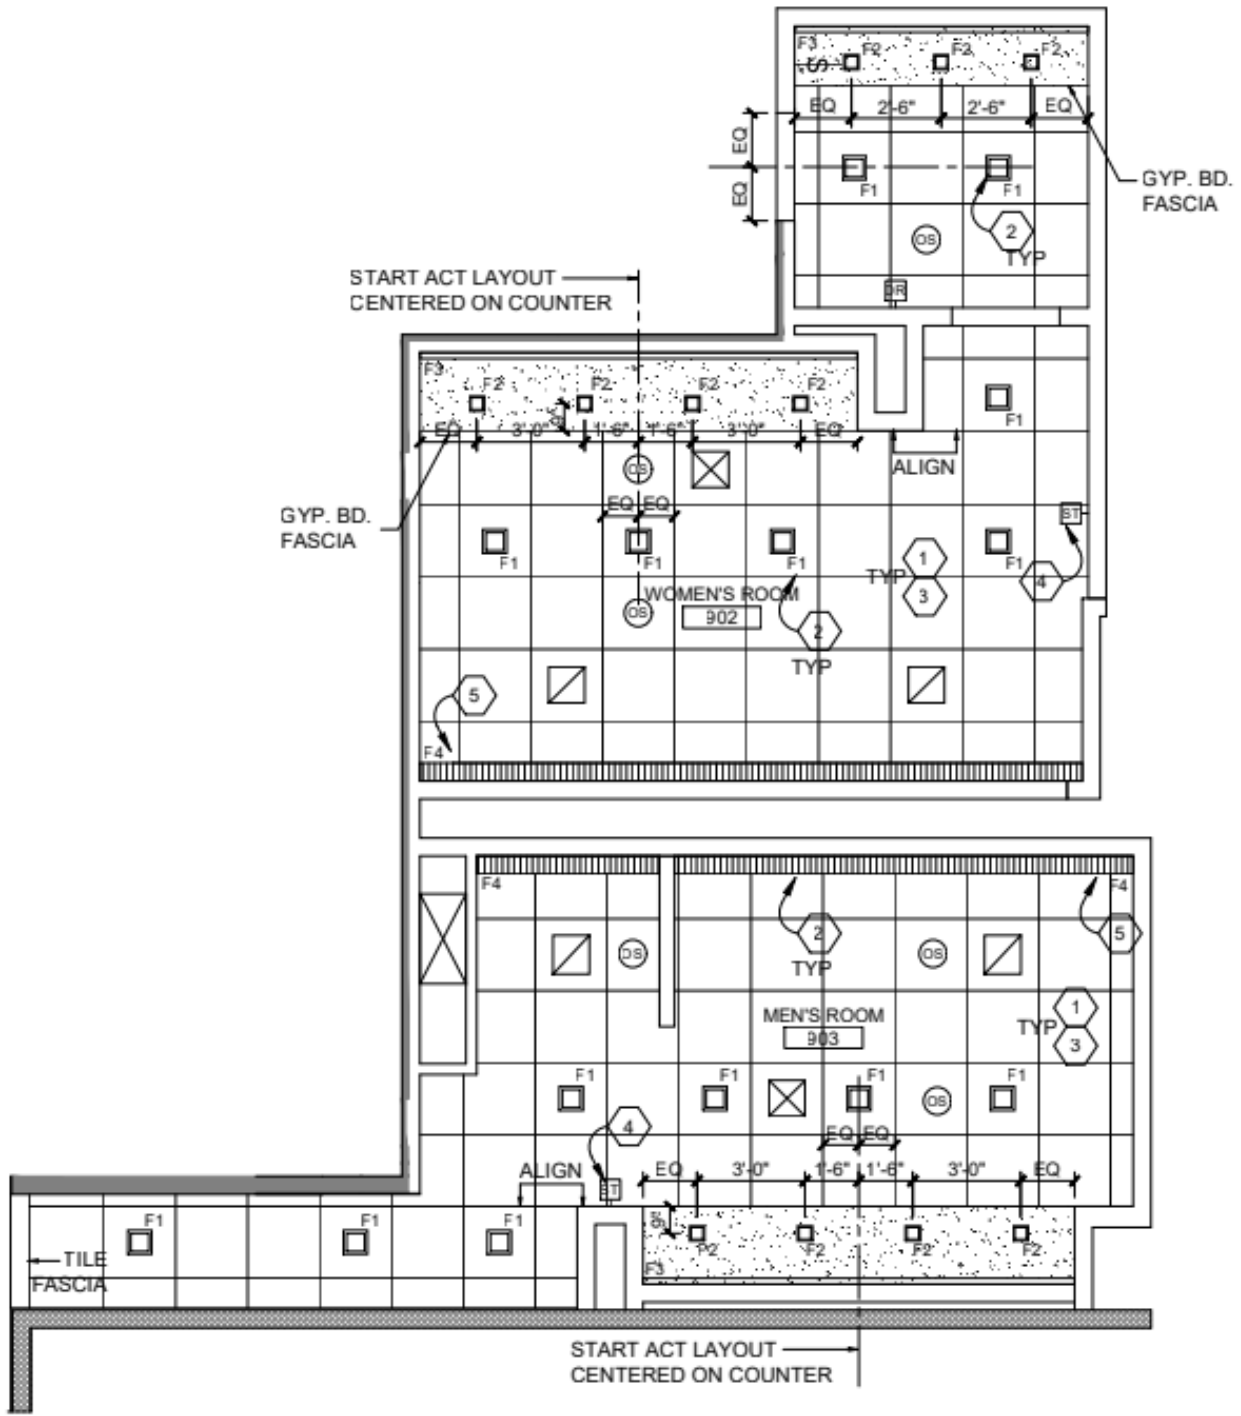 F3
F2
F2
F2
EQ
2'-6"
2'-6"
EQ
EQ
EQ
F1
F1
GYP. BD.
FASCIA
2
TYP
OS
START ACT LAYOUT
CENTERED ON COUNTER
F3
F2
F2
F2
F2
F1
EQ
3'-0"
1'-6"
1'-6"
3'-0"
EQ
ALIGN
OS
EQ
EQ
GYP. BD.
FASCIA
ST
F1
F1
F1
F1
1
TYP
3
4
WOMEN'S ROOM
902
OS
2
TYP
5
F4
F4
F4
2
TYP
5
OS
OS
MEN'S ROOM
903
1
TYP
3
F1
F1
F1
F1
OS
4
EQ
EQ
ALIGN
EQ
3'-0"
1'-6"
1'-6"
3'-0"
EQ
ST
9"
F1
F1
F1
F2
F2
F2
F2
F3
TILE
FASCIA
START ACT LAYOUT
CENTERED ON COUNTER